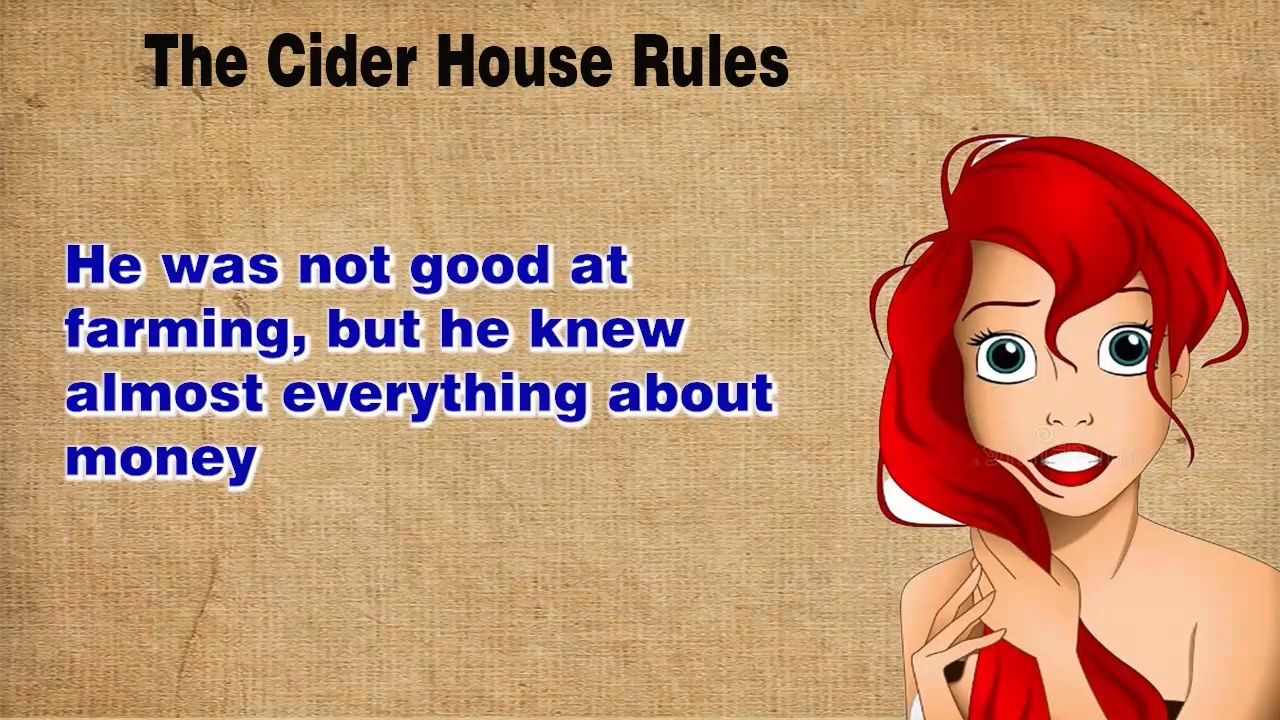 The Cider House Rules
He was not good at
farming, but he knew
almost everything about
money